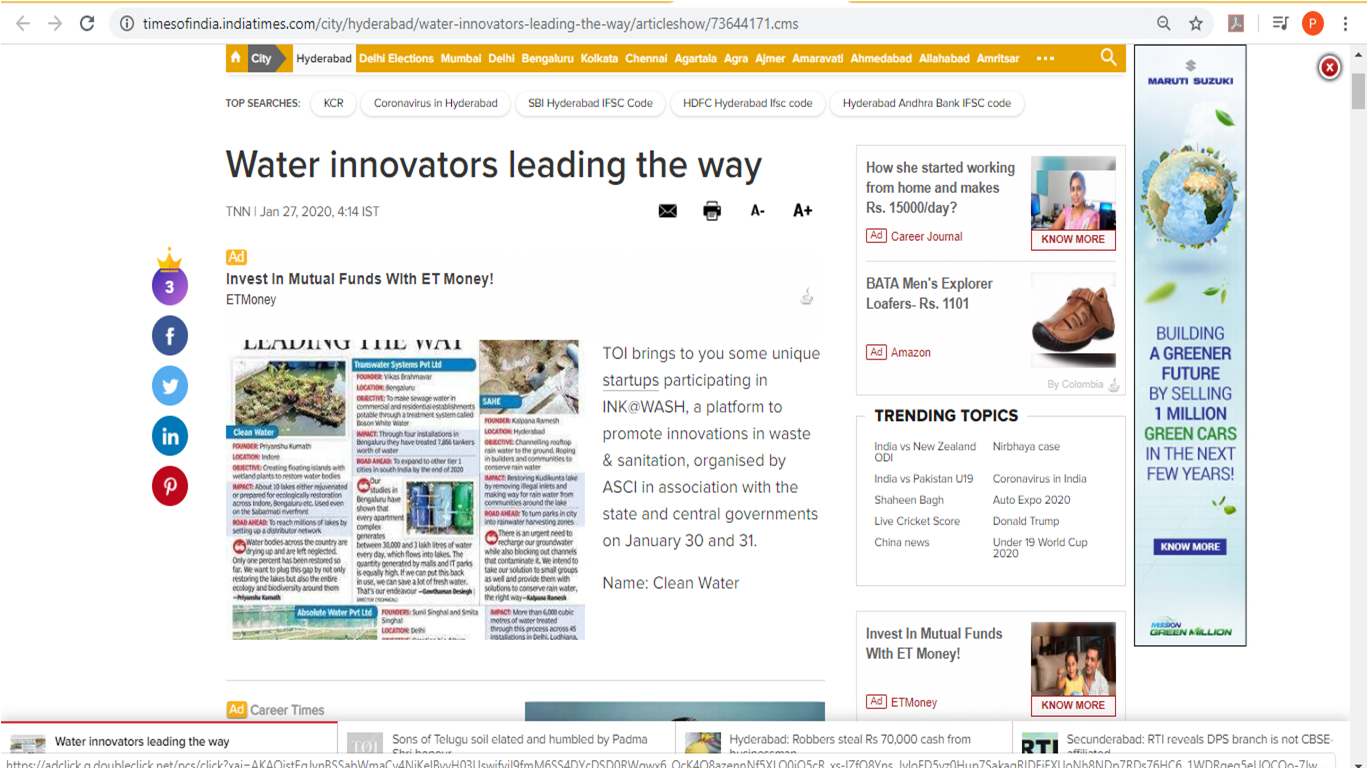 timesofindia.indiatimes.com/city/hyderabad/water-innovators-leading-the-way/articleshow/73644171.cms
P
City Hyderabad Delhi Elections Mumbai Delhi Bengaluru Kolkata Chennai Agartala Agra Ajmer Amaravati Ahmedabad Allahabad Amritsar
TOP SEARCHES: KCR Coronavirus in Hyderabad SBI Hyderabad IFSC Code HDFC Hyderabad Ifsc code Hyderabad Andhra Bank IFSC code
Water innovators leading the way
TNN | Jan 27, 2020, 4:14 IST
A- A+
3
Ad
Invest In Mutual Funds With ET Money!
ETMoney
LEADING THE WAY
Clean Water
FOUNDER: Priyanshu Kumath
LOCATION: Indore
OBJECTIVE: Creating floating islands with
wetland plants to restore water bodies
IMPACT: About 10 lakes either rejuvenated
or prepared for ecologically restoration
across Indore, Bengaluru etc. Used even
on the Sabarmati riverfront
ROAD AHEAD: To reach millions of lakes by
setting up a distributor network
Water bodies across the country are
drying up and are left neglected.
Only one percent has been restored so
far. We want to plug this gap by not only
restoring the lakes but also the entire
ecology and biodiversity around them
–Priyanshu Kumath
Transwater Systems Pvt Ltd
FOUNDER: Vikas Brahmavar
LOCATION: Bengaluru
OBJECTIVE: To make sewage water in
commercial and residential establishments
potable through a treatment system called
Boson White Water
IMPACT: Through four installations in
Bengaluru they have treated 7,856 tankers
worth of water
ROAD AHEAD: To expand to other tier 1
cities in south India by the end of 2020
Our
studies in
Bengaluru have
shown that
every apartment
complex
generates
between 30,000 and 3 lakh litres of water
every day, which flows into lakes. The
quantity generated by malls and IT parks
is equally high. If we can put this back
in use, we can save a lot of fresh water.
That's our endeavour –Gowthaman Desingh |
DIRECTOR (TECHNICAL)
SAHE
FOUNDER: Kalpana Ramesh
LOCATION: Hyderabad
OBJECTIVE: Channelling rooftop
rain water to the ground. Roping
in builders and communities to
conserve rain water
IMPACT: Restoring Kudikunta lake
by removing illegal inlets and
making way for rain water from
communities around the lake
ROAD AHEAD: To turn parks in city
into rainwater harvesting zones
There is an urgent need to
recharge our groundwater
while also blocking out channels
that contaminate it. We intend to
take our solution to small groups
as well and provide them with
solutions to conserve rain water,
the right way –Kalpana Ramesh
Absolute Water Pvt Ltd
FOUNDERS: Sunil Singhal and Smita
Singhal
LOCATION: Delhi
IMPACT: More than 6,000 cubic
metres of water treated
through this process across 45
installations in Delhi, Ludhiana,
TOI brings to you some unique
startups participating in
INK@WASH, a platform to
promote innovations in waste
& sanitation, organised by
ASCI in association with the
state and central governments
on January 30 and 31.
Name: Clean Water
Ad Career Times
How she started working
from home and makes
Rs. 15000/day?
Ad Career Journal
KNOW MORE
BATA Men's Explorer
Loafers- Rs. 1101
Ad Amazon
By Colombia
TRENDING TOPICS
India vs New Zealand
ODI
Nirbhaya case
India vs Pakistan U19
Coronavirus in India
Shaheen Bagh
Auto Expo 2020
Live Cricket Score
Donald Trump
China news
Under 19 World Cup
2020
Invest In Mutual Funds
With ET Money!
Ad ETMoney
KNOW MORE
MARUTI SUZUKI
BUILDING
A GREENER
FUTURE
BY SELLING
1 MILLION
GREEN CARS
IN THE NEXT
FEW YEARS!
KNOW MORE
MISSION
GREEN MILLION
Water innovators leading the way
TOI
Sons of Telugu soil elated and humbled by Padma
Shri honour
Hyderabad: Robbers steal Rs 70,000 cash from
businessman
RTI
Secunderabad: RTI reveals DPS branch is not CBSE-
affiliated